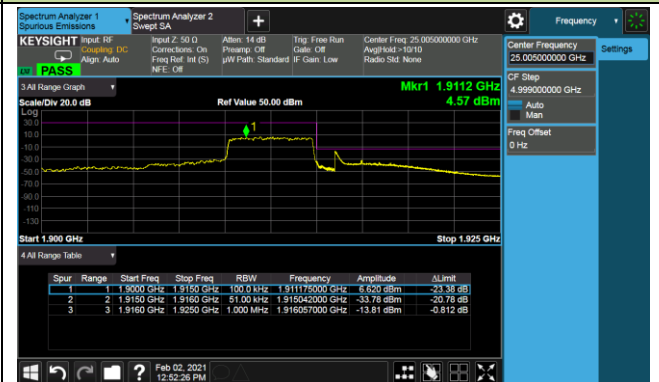 Spectrum Analyzer 1
Spurious Emissions
Spectrum Analyzer 2
Swept SA
+
Frequency
KEYSIGHT
Input: RF
Coupling: DC
Align: Auto
Input Z: 50 Ω
Corrections: On
Freq Ref: Int (S)
NFE: Off
Atten: 14 dB
Preamp: Off
µW Path: Standard
Trig: Free Run
Gate: Off
IF Gain: Low
Center Freq: 25.005000000 GHz
Avg|Hold:>10/10
Radio Std: None
PASS
3 All Range Graph
Mkr1 1.9112 GHz
Scale/Div 20.0 dB
Ref Value 50.00 dBm
4.57 dBm
Log
30.0
10.0
-10.0
-30.0
-50.0
-70.0
-90.0
-110
-130
1
Start 1.900 GHz
Stop 1.925 GHz
4 All Range Table
Spur Range Start Freq Stop Freq RBW Frequency Amplitude ΔLimit
1 1 1.9000 GHz 1.9150 GHz 100.0 kHz 1.911175000 GHz 6.620 dBm -23.38 dB
2 2 1.9150 GHz 1.9160 GHz 51.00 kHz 1.915042000 GHz -33.78 dBm -20.78 dB
3 3 1.9160 GHz 1.9250 GHz 1.000 MHz 1.916057000 GHz -13.81 dBm -0.812 dB
Center Frequency
25.005000000 GHz
Settings
CF Step
4.999000000 GHz
Auto
Man
Freq Offset
0 Hz
?
Feb 02, 2021
12:52:26 PM